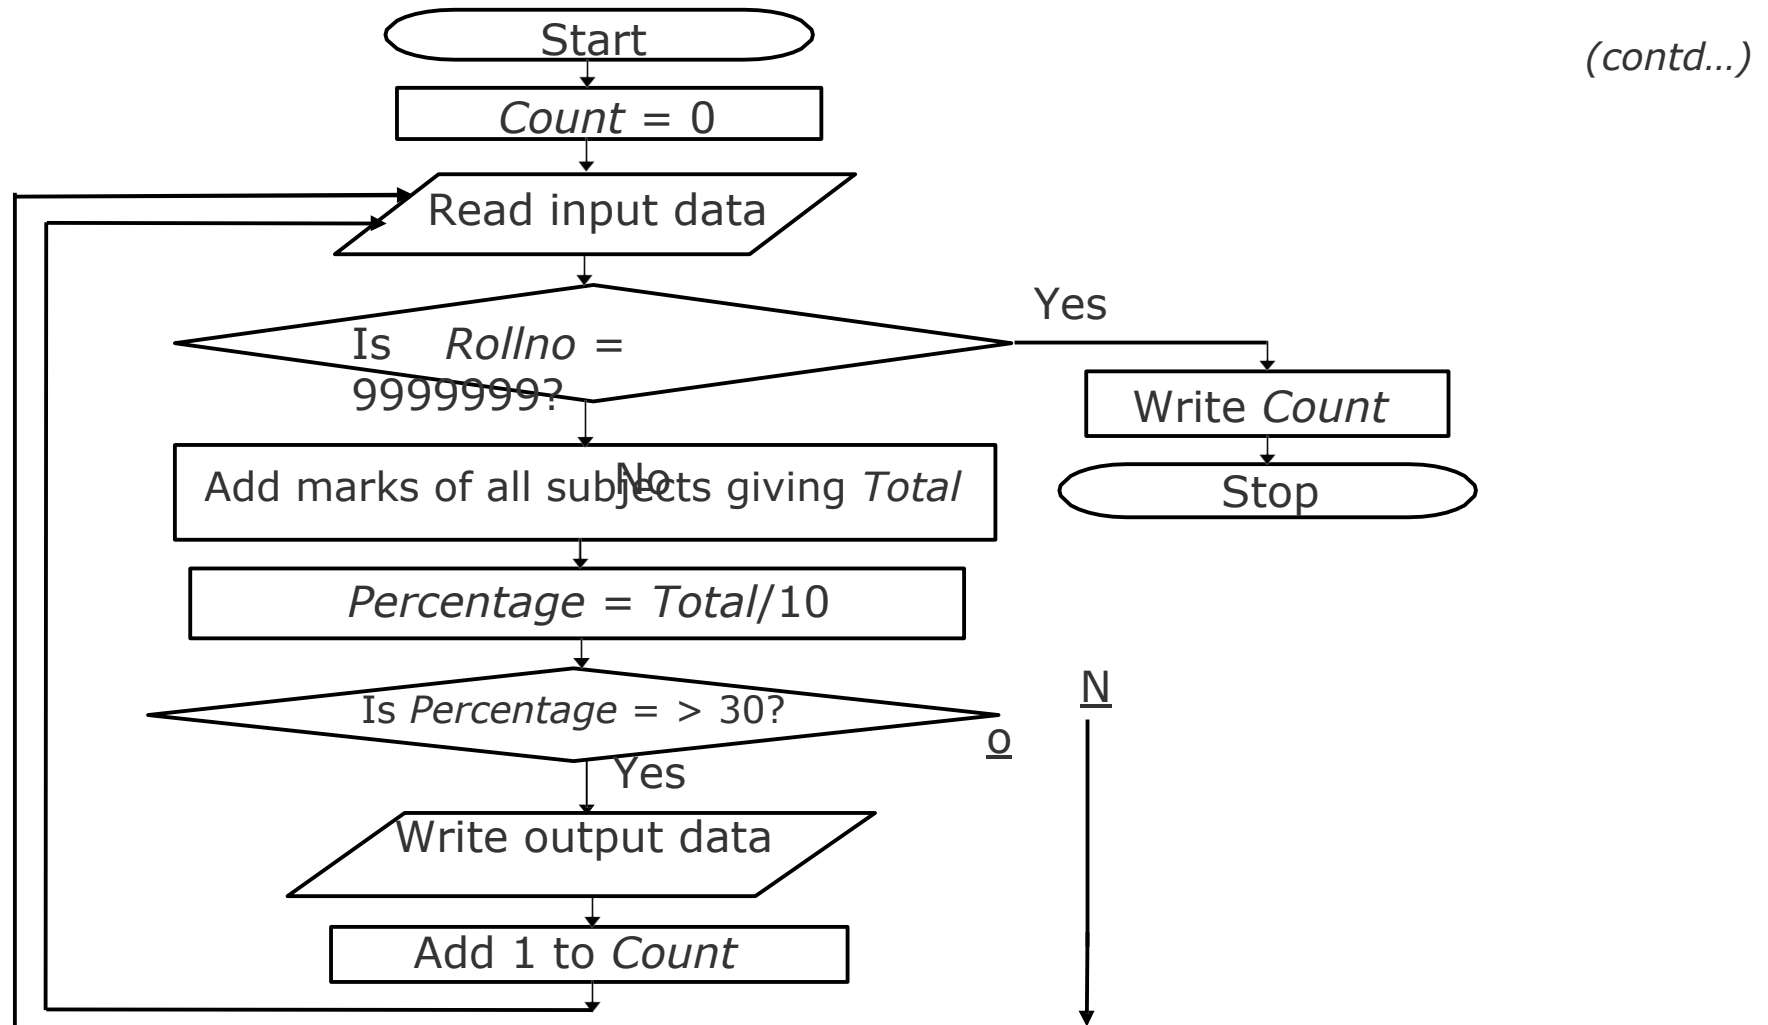 Start
(contd…)
Count = 0
Read input data
Yes
Is Rollno =
9999999?
Write Count
No
Add marks of all subjects giving Total
Stop
Percentage = Total/10
N
Is Percentage = > 30?
o
Yes
Write output data
Add 1 to Count